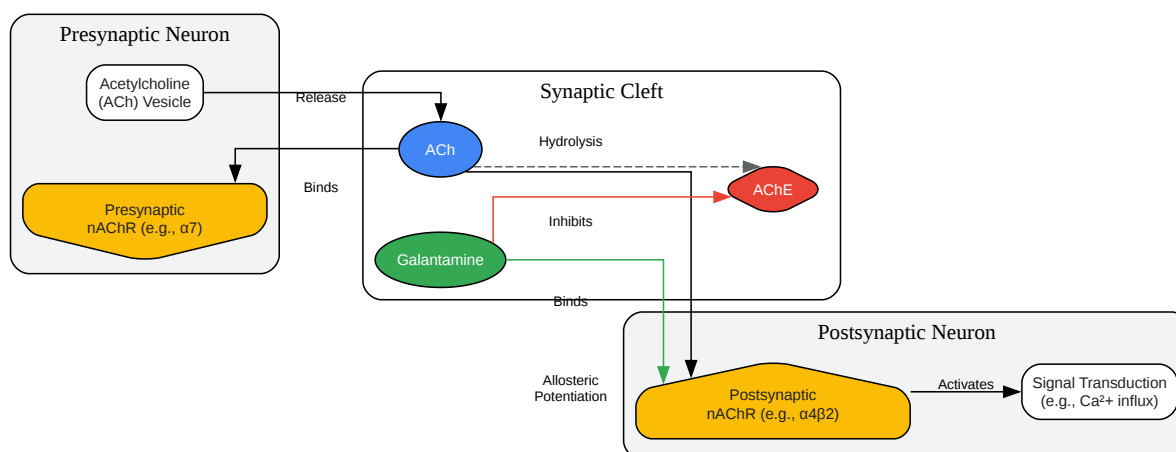 Presynaptic Neuron
Acetylcholine
(ACh) Vesicle
Release
Synaptic Cleft
ACh
Hydrolysis
AChE
Binds
Presynaptic
nAChR (e.g., α7)
Inhibits
Galantamine
Binds
Postsynaptic Neuron
Allosteric
Potentiation
Postsynaptic
nAChR (e.g., α4β2)
Activates
Signal Transduction
(e.g., Ca²+ influx)